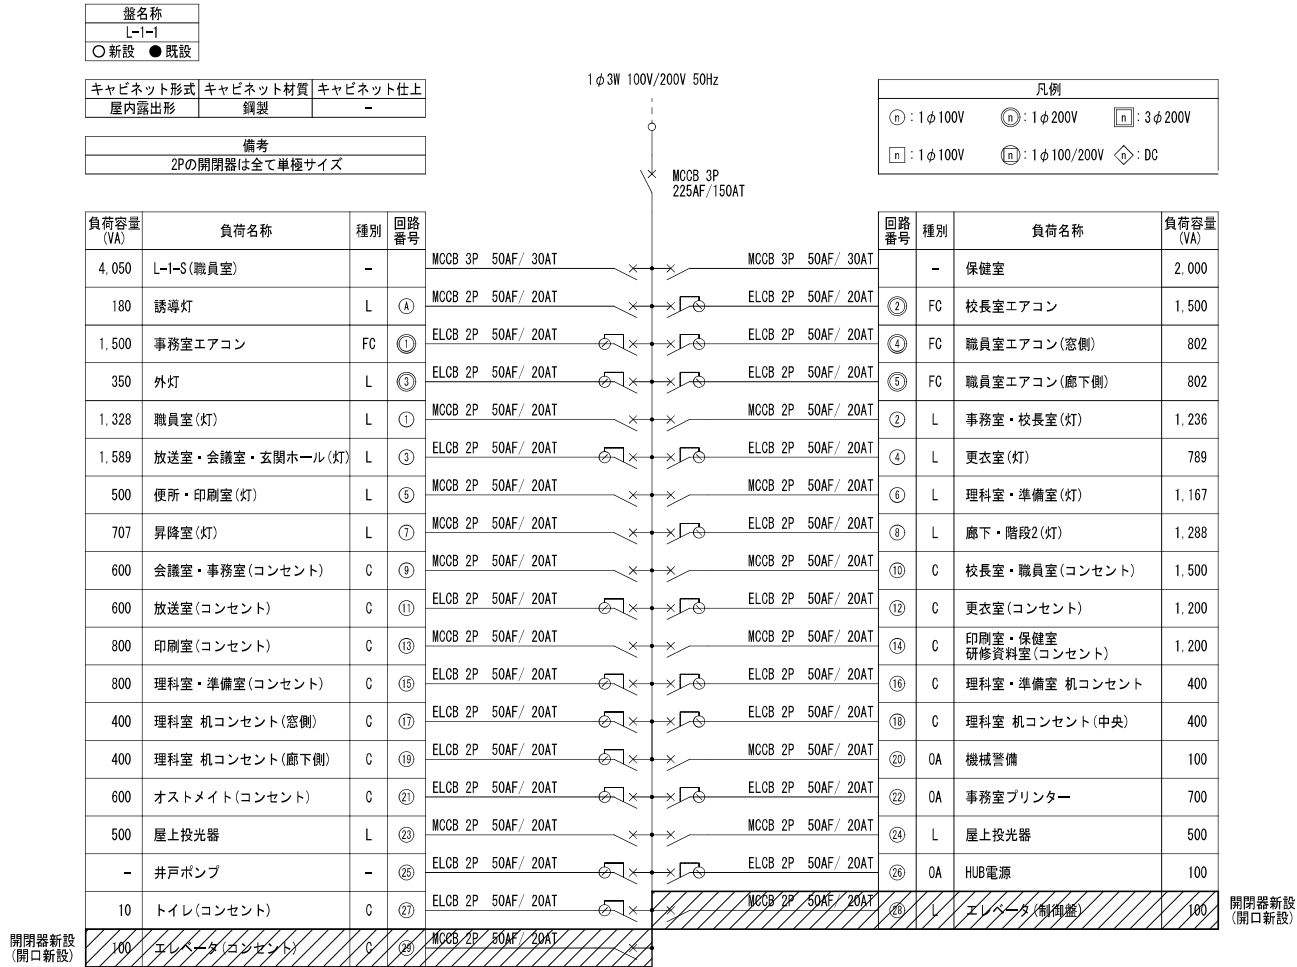 盤名称
L-1-1
○新設 ●既設
キャビネット形式 キャビネット材質 キャビネット仕上
屋内露出形 鋼製 -
備考
2Pの開閉器は全て単極サイズ
1φ3W 100V/200V 50Hz
MCCB 3P
225AF/150AT
凡例
n:1φ100V n:1φ200V n:3φ200V
n:1φ100V n:1φ100/200V n:DC
負荷容量(VA) 負荷名称 種別 回路番号 回路番号 種別 負荷名称 負荷容量(VA)
4,050 L-1-S(職員室) - MCCB 3P 50AF/ 30AT MCCB 3P 50AF/ 30AT - 保健室 2,000
180 誘導灯 L A MCCB 2P 50AF/ 20AT ELCB 2P 50AF/ 20AT 2 FC 校長室エアコン 1,500
1,500 事務室エアコン FC 1 ELCB 2P 50AF/ 20AT ELCB 2P 50AF/ 20AT 4 FC 職員室エアコン(窓側) 802
350 外灯 L 3 ELCB 2P 50AF/ 20AT ELCB 2P 50AF/ 20AT 5 FC 職員室エアコン(廊下側) 802
1,328 職員室(灯) L 1 MCCB 2P 50AF/ 20AT MCCB 2P 50AF/ 20AT 2 L 事務室・校長室(灯) 1,236
1,589 放送室・会議室・玄関ホール(灯) L 3 ELCB 2P 50AF/ 20AT ELCB 2P 50AF/ 20AT 4 L 更衣室(灯) 789
500 便所・印刷室(灯) L 5 MCCB 2P 50AF/ 20AT MCCB 2P 50AF/ 20AT 6 L 理科室・準備室(灯) 1,167
707 昇降室(灯) L 7 MCCB 2P 50AF/ 20AT ELCB 2P 50AF/ 20AT 8 L 廊下・階段2(灯) 1,288
600 会議室・事務室(コンセント) C 9 MCCB 2P 50AF/ 20AT MCCB 2P 50AF/ 20AT 10 C 校長室・職員室(コンセント) 1,500
600 放送室(コンセント) C 11 ELCB 2P 50AF/ 20AT ELCB 2P 50AF/ 20AT 12 C 更衣室(コンセント) 1,200
800 印刷室(コンセント) C 13 MCCB 2P 50AF/ 20AT MCCB 2P 50AF/ 20AT 14 C 印刷室・保健室 研修資料室(コンセント) 1,200
800 理科室・準備室(コンセント) C 15 ELCB 2P 50AF/ 20AT ELCB 2P 50AF/ 20AT 16 C 理科室・準備室 机コンセント 400
400 理科室 机コンセント(窓側) C 17 ELCB 2P 50AF/ 20AT ELCB 2P 50AF/ 20AT 18 C 理科室 机コンセント(中央) 400
400 理科室 机コンセント(廊下側) C 19 ELCB 2P 50AF/ 20AT MCCB 2P 50AF/ 20AT 20 OA 機械警備 100
600 オストメイト(コンセント) C 21 ELCB 2P 50AF/ 20AT ELCB 2P 50AF/ 20AT 22 OA 事務室プリンター 700
500 屋上投光器 L 23 MCCB 2P 50AF/ 20AT MCCB 2P 50AF/ 20AT 24 L 屋上投光器 500
- 井戸ポンプ - 25 ELCB 2P 50AF/ 20AT ELCB 2P 50AF/ 20AT 26 OA HUB電源 100
10 トイレ(コンセント) C 27 ELCB 2P 50AF/ 20AT MCCB 2P 50AF/ 20AT 28 L エレベータ(制御盤) 100
開閉器新設
(開口新設)
100 エレベータ(コンセント) C 29 MCCB 2P 50AF/ 20AT
開閉器新設
(開口新設)